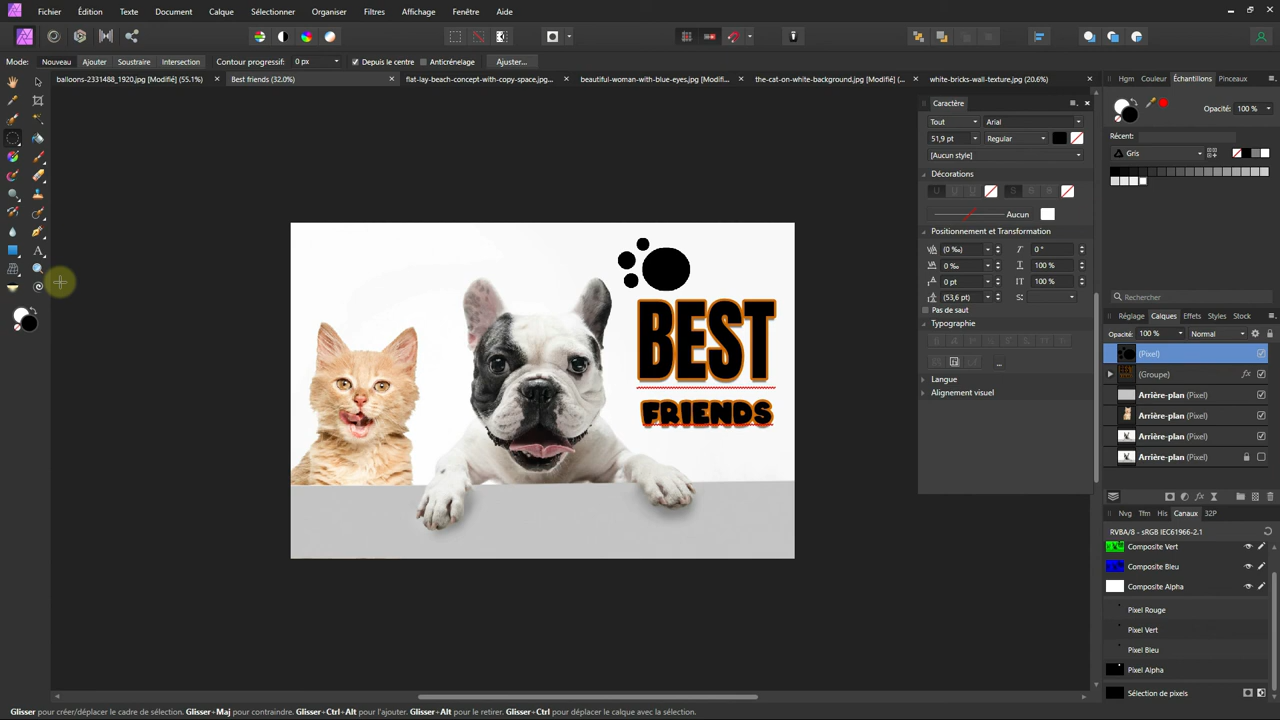 Fichier Édition Texte Document Calque Sélectionner Organiser Filtres Affichage Fenêtre Aide
Mode: Nouveau Ajouter Soustraire Intersection Contour progressif: 0 px Depuis le centre Anticrénelage Ajuster...
balloons-2331488_1920.jpg [Modifié] (55.1%) Best friends (32.0%) flat-lay-beach-concept-with-copy-space.jpg... beautiful-woman-with-blue-eyes.jpg [Modifi... the-cat-on-white-background.jpg [Modifié] (... white-bricks-wall-texture.jpg (20.6%)
Hgm Couleur Échantillons Pinceaux
Caractère
Opacité: 100 %
Tout Arial
51,9 pt Regular
Récent:
[Aucun style]
Gris
Décorations
U U U S S S
Aucun
Positionnement et Transformation
(0 ‰) 0 °
0 ‰ 100 %
0 pt 100 %
(53,6 pt) S:
Pas de saut
Typographie
...
Langue
Alignement visuel
BEST
FRIENDS
Rechercher
Réglage Calques Effets Styles Stock
Opacité: 100 % Normal
(Pixel)
(Groupe)
Arrière-plan (Pixel)
Arrière-plan (Pixel)
Arrière-plan (Pixel)
Arrière-plan (Pixel)
Nvg Tfm His Canaux 32P
RVBA/8 - sRGB IEC61966-2.1
Composite Vert
Composite Bleu
Composite Alpha
Pixel Rouge
Pixel Vert
Pixel Bleu
Pixel Alpha
Sélection de pixels
Glisser pour créer/déplacer le cadre de sélection. Glisser+Maj pour contraindre. Glisser+Ctrl+Alt pour l'ajouter. Glisser+Alt pour le retirer. Glisser+Ctrl pour déplacer le calque avec la sélection.